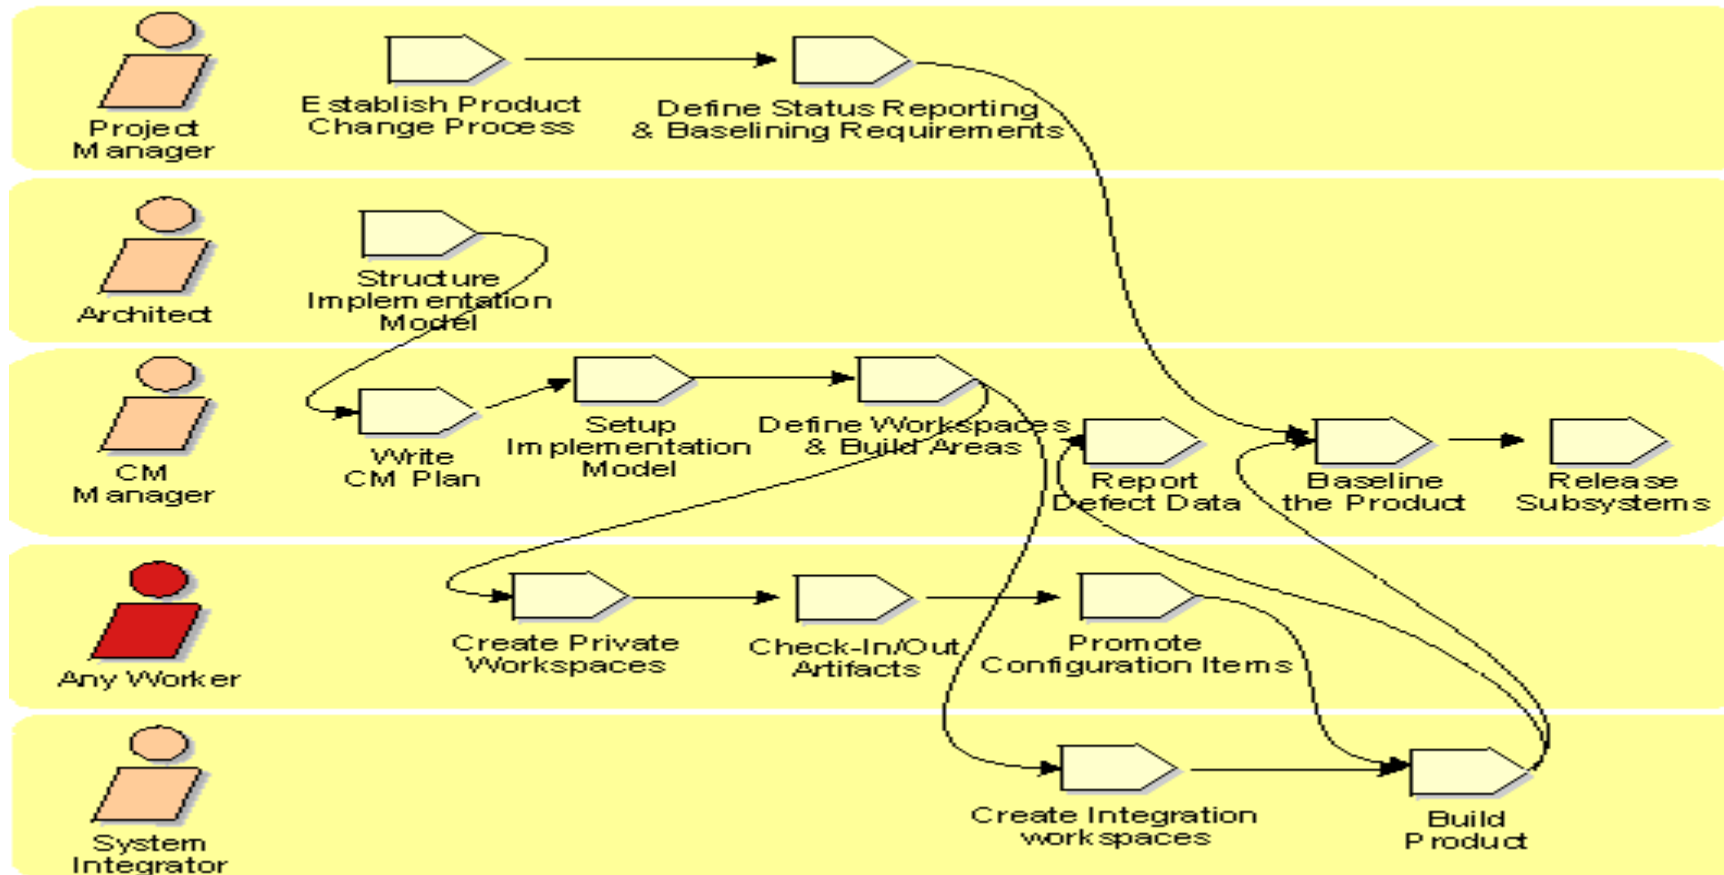 Establish Product
Change Process
Define Status Reporting
& Baselining Requirements
Project
Manager
Structure
Implementation
Model
Architect
Setup
Implementation
Model
Define Workspaces
& Build Areas
Write
CM Plan
Report
Defect Data
Baseline
the Product
Release
Subsystems
CM
Manager
Create Private
Workspaces
Check-In/Out
Artifacts
Promote
Configuration Items
Any Worker
Create Integration
workspaces
Build
Product
System
Integrator